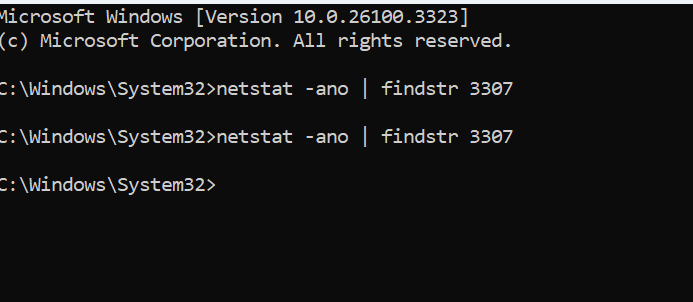 Microsoft Windows [Version 10.0.26100.3323]
(c) Microsoft Corporation. All rights reserved.
C:\Windows\System32>netstat -ano | findstr 3307
C:\Windows\System32>netstat -ano | findstr 3307
C:\Windows\System32>